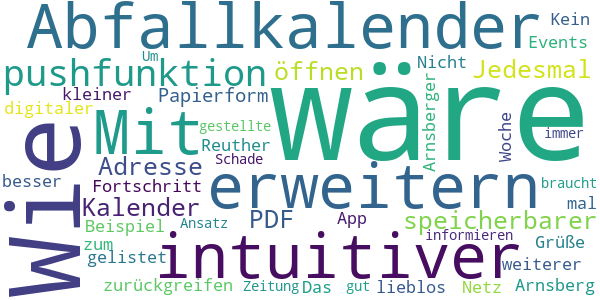 Abfallkalender
Kein
Um
Events
pushfunktion
öffnen
Nicht
Jedesmal
wäre
kleiner
Papierform
digitaler
Mit
gestellte
Arnsberger
Woche
immer
Wie
Reuther
Adresse
Schade
besser
Fortschritt
erweitern
braucht
Kalender
mal
Beispiel
Ansatz
PDF
App
speicherbarer
zum
informieren
Grüße
gelistet
intuitiver
weiterer
zurückgreifen
Zeitung
Das
gut
lieblos
Netz
Arnsberg